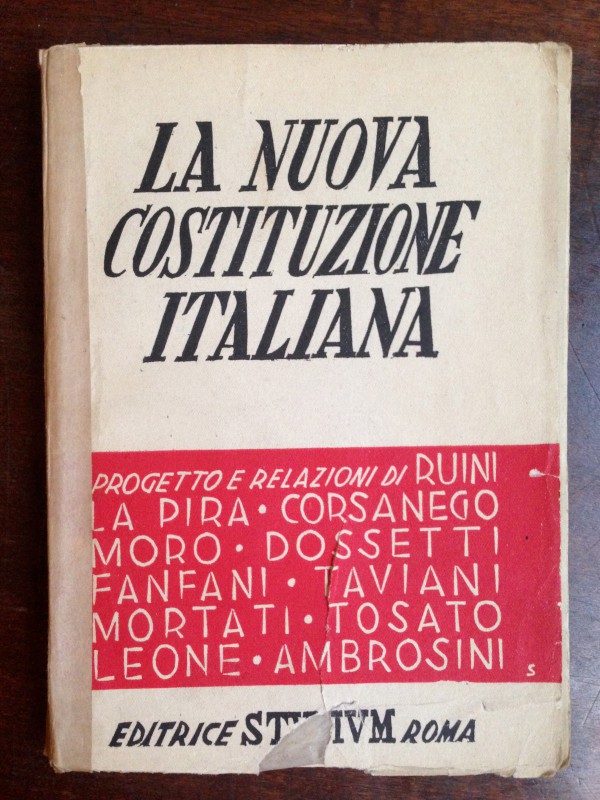 LA NUOVA
COSTITUZIONE
ITALIANA
PROGETTO E RELAZIONI DI RUINI
LA PIRA • CORSANEGO
MORO • DOSSETTI
FANFANI • TAVIANI
MORTATI • TOSATO
LEONE • AMBROSINI
S
EDITRICE STVDIVM ROMA